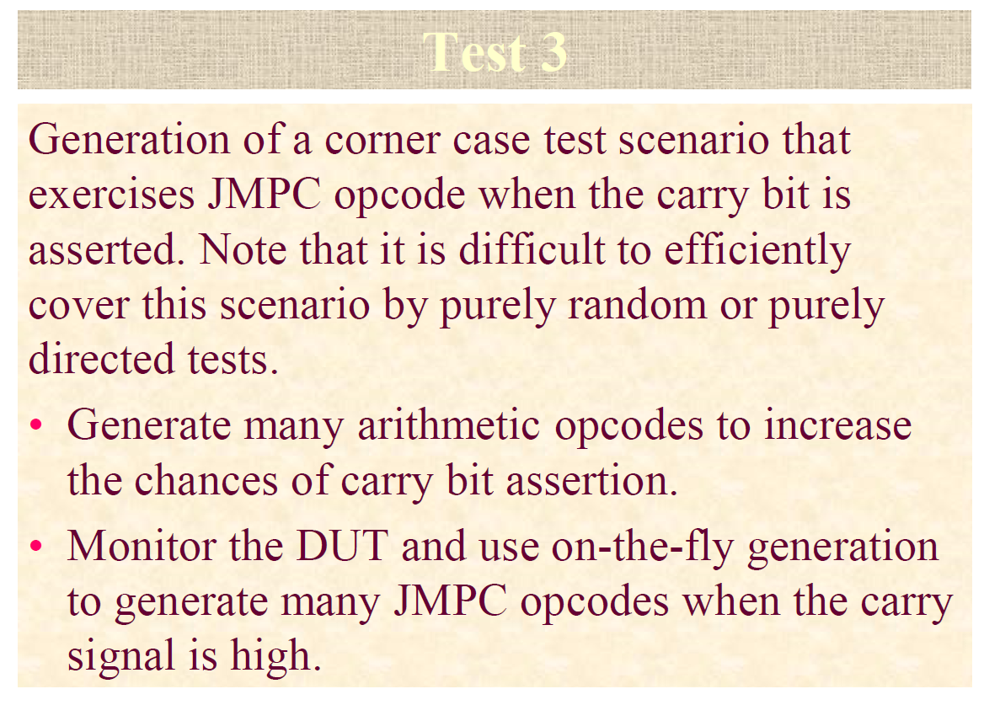 Test 3
Generation of a corner case test scenario that
exercises JMPC opcode when the carry bit is
asserted. Note that it is difficult to efficiently
cover this scenario by purely random or purely
directed tests.
• Generate many arithmetic opcodes to increase
the chances of carry bit assertion.
• Monitor the DUT and use on-the-fly generation
to generate many JMPC opcodes when the carry
signal is high.